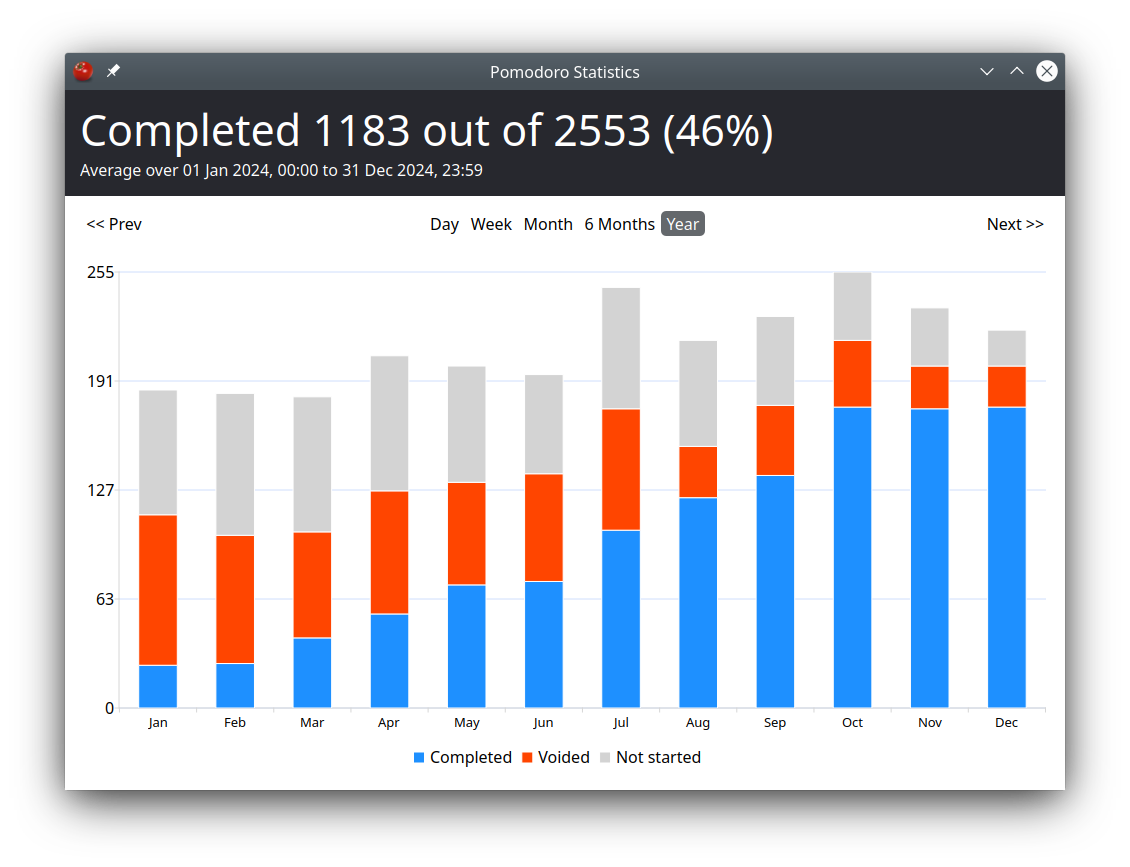 Pomodoro Statistics
Completed 1183 out of 2553 (46%)
Average over 01 Jan 2024, 00:00 to 31 Dec 2024, 23:59
<< Prev Day Week Month 6 Months Year Next >>
255
191
127
63
0
Jan Feb Mar Apr May Jun Jul Aug Sep Oct Nov Dec
Completed Voided Not started